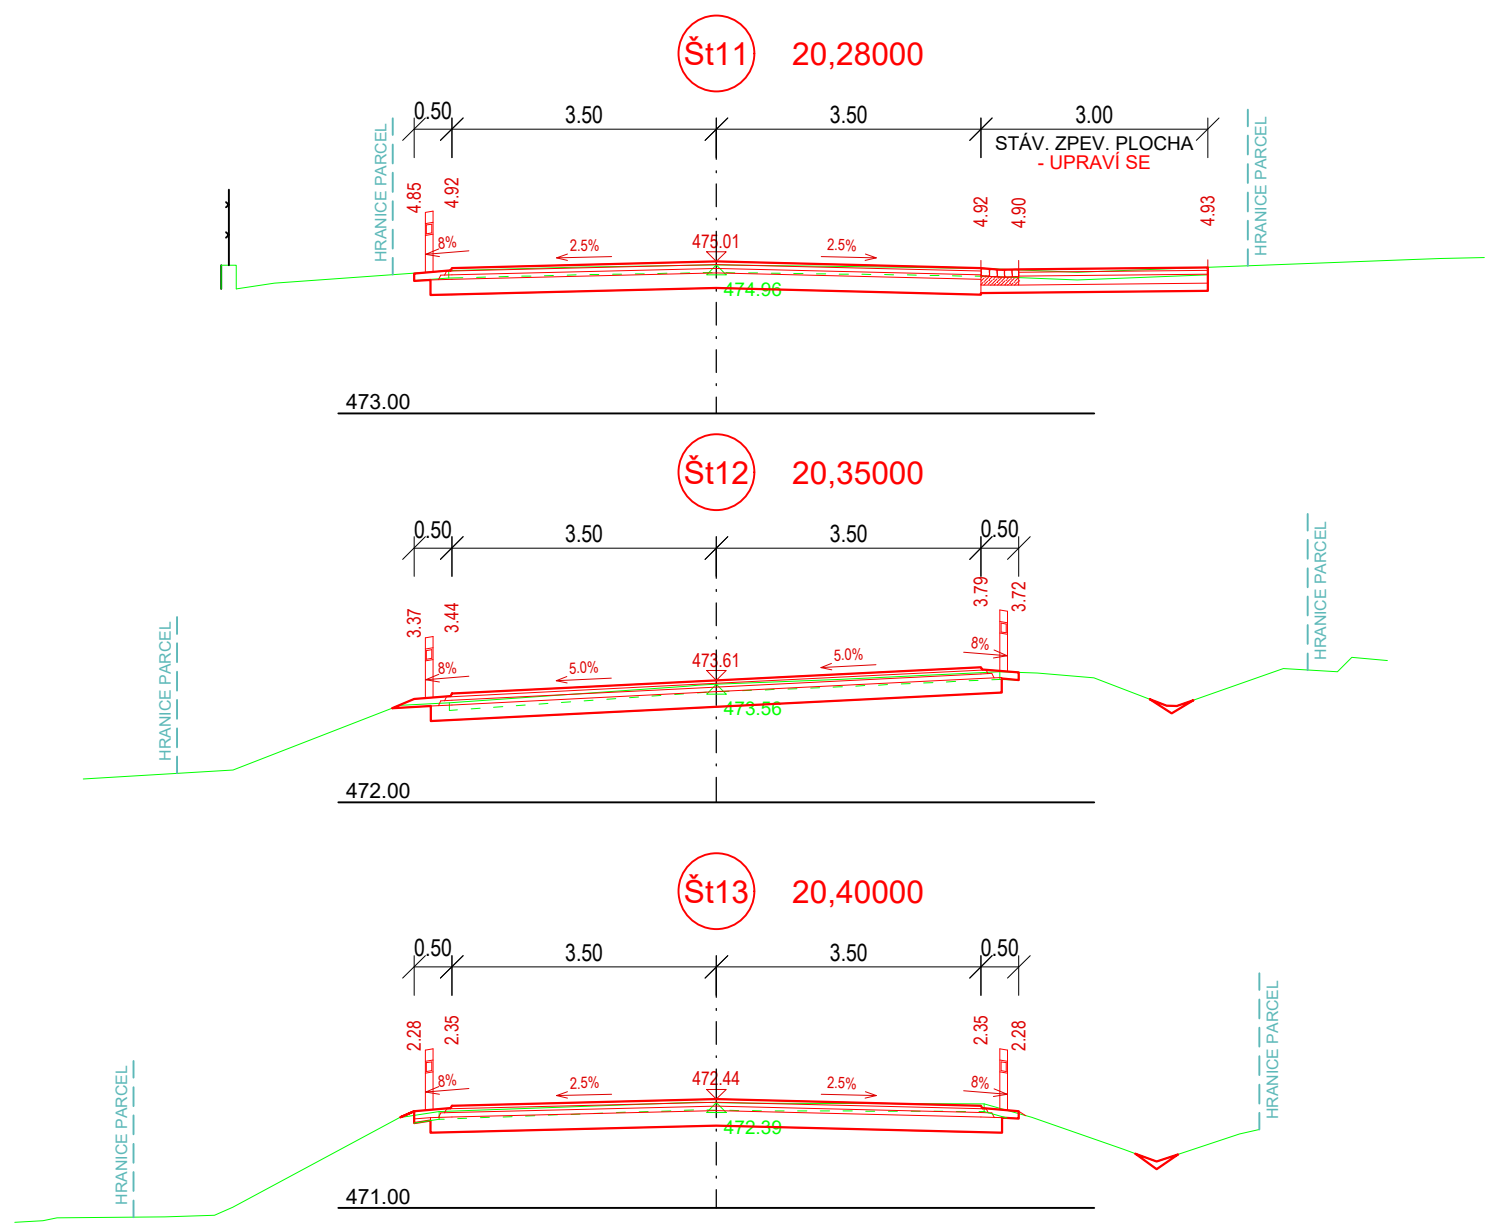 Št11 20,28000
0.50 3.50 3.50 3.00
STÁV. ZPEV. PLOCHA
- UPRAVÍ SE
HRANICE PARCEL
HRANICE PARCEL
4.85 4.92 4.92 4.90 4.93
8% 2.5% 475.01 2.5%
474.96
473.00
Št12 20,35000
0.50 3.50 3.50 0.50
HRANICE PARCEL
HRANICE PARCEL
3.37 3.44 3.79 3.72
8% 5.0% 473.61 5.0% 8%
473.56
472.00
Št13 20,40000
0.50 3.50 3.50 0.50
HRANICE PARCEL
HRANICE PARCEL
2.28 2.35 2.35 2.28
8% 2.5% 472.44 2.5% 8%
472.39
471.00